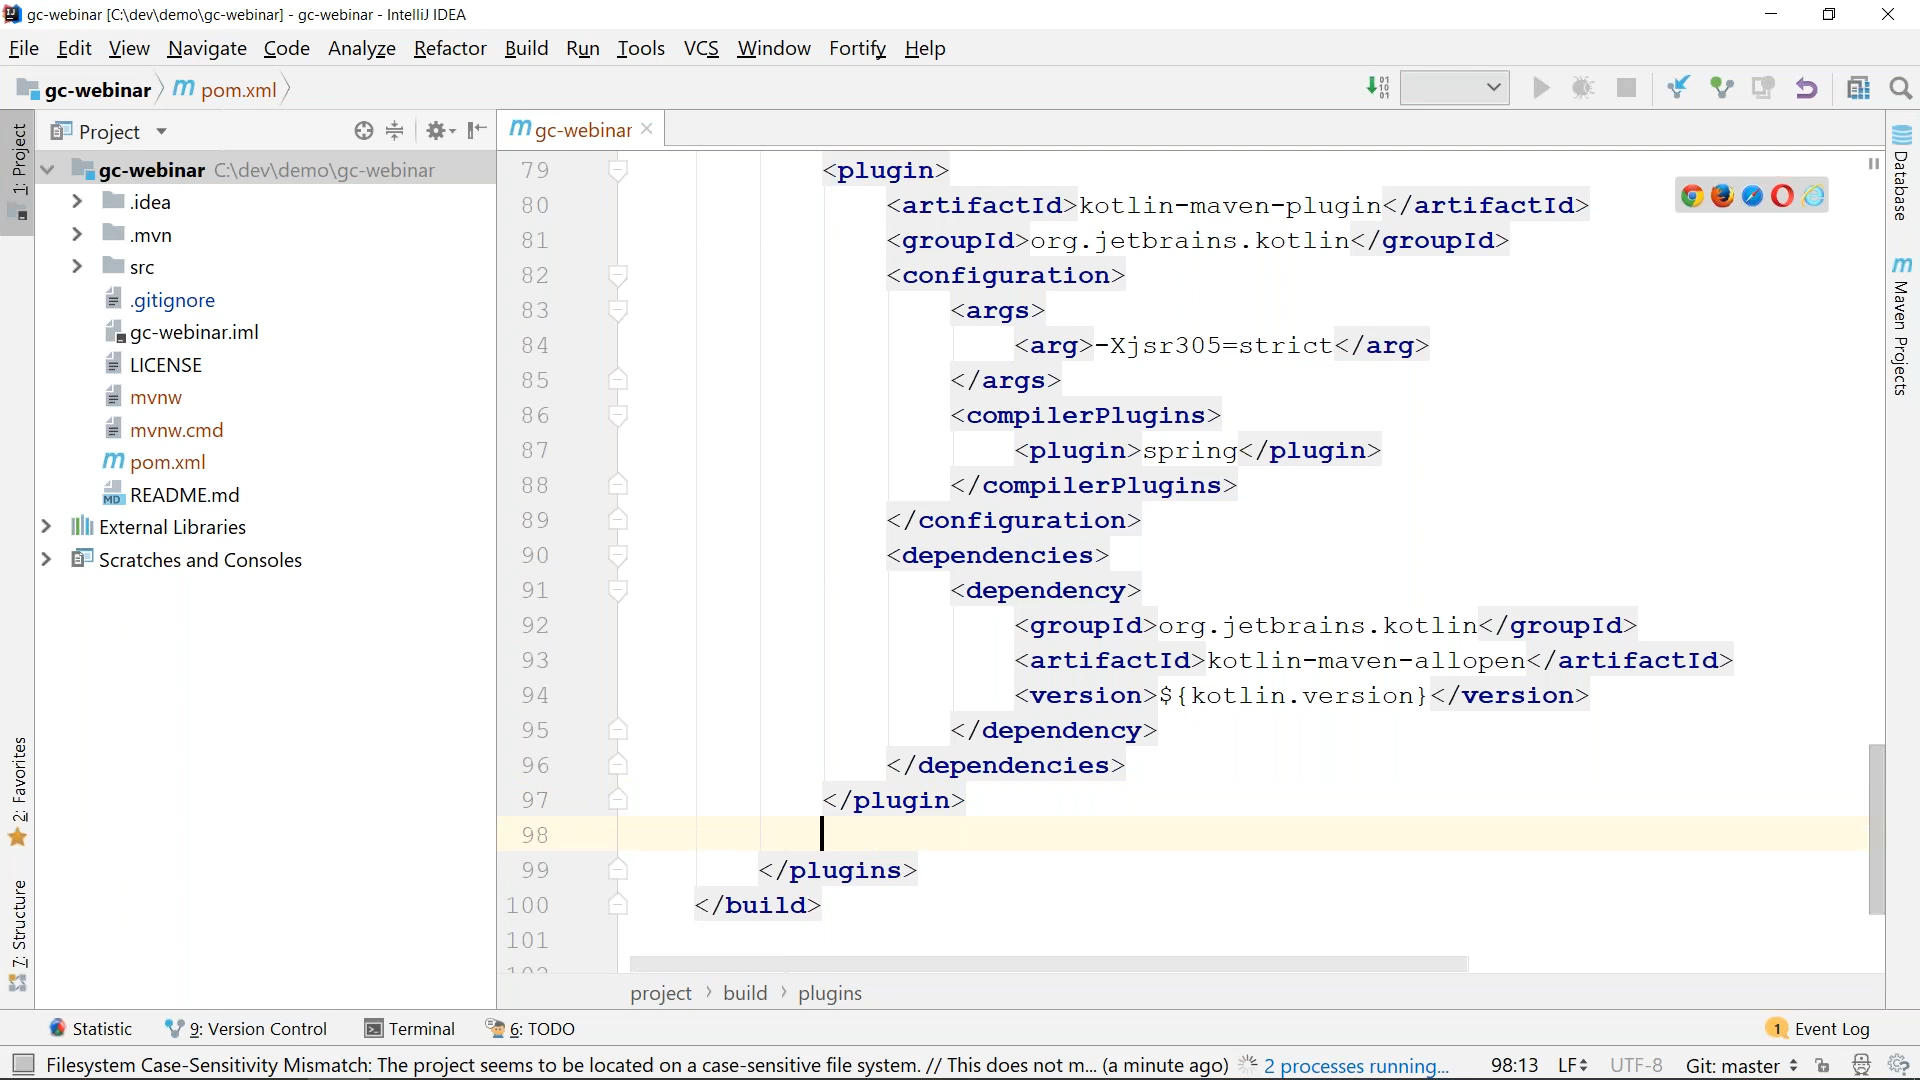 gc-webinar [C:\dev\demo\gc-webinar] - gc-webinar - IntelliJ IDEA
File Edit View Navigate Code Analyze Refactor Build Run Tools VCS Window Fortify Help
gc-webinar pom.xml
1: Project
Project
gc-webinar C:\dev\demo\gc-webinar
.idea
.mvn
src
.gitignore
gc-webinar.iml
LICENSE
mvnw
mvnw.cmd
pom.xml
README.md
External Libraries
Scratches and Consoles
2: Favorites
7: Structure
gc-webinar
79 <plugin>
80 <artifactId>kotlin-maven-plugin</artifactId>
81 <groupId>org.jetbrains.kotlin</groupId>
82 <configuration>
83 <args>
84 <arg>-Xjsr305=strict</arg>
85 </args>
86 <compilerPlugins>
87 <plugin>spring</plugin>
88 </compilerPlugins>
89 </configuration>
90 <dependencies>
91 <dependency>
92 <groupId>org.jetbrains.kotlin</groupId>
93 <artifactId>kotlin-maven-allopen</artifactId>
94 <version>${kotlin.version}</version>
95 </dependency>
96 </dependencies>
97 </plugin>
98
99 </plugins>
100 </build>
101
project build plugins
Database
Maven Projects
Statistic 9: Version Control Terminal 6: TODO 1 Event Log
Filesystem Case-Sensitivity Mismatch: The project seems to be located on a case-sensitive file system. // This does not m... (a minute ago) 2 processes running... 98:13 LF UTF-8 Git: master